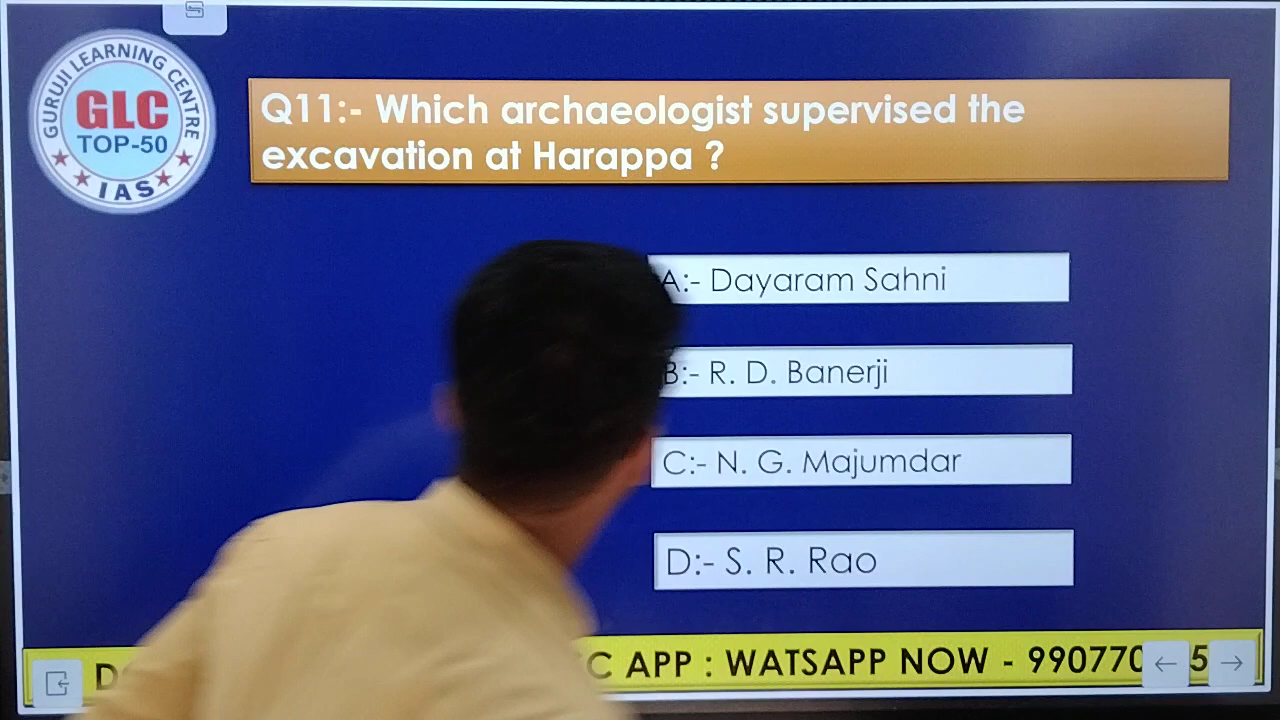 GURUJI LEARNING CENTRE
GLC
TOP-50
IAS
Q11:- Which archaeologist supervised the
excavation at Harappa ?
A:- Dayaram Sahni
B:- R. D. Banerji
C:- N. G. Majumdar
D:- S. R. Rao
APP : WATSAPP NOW -